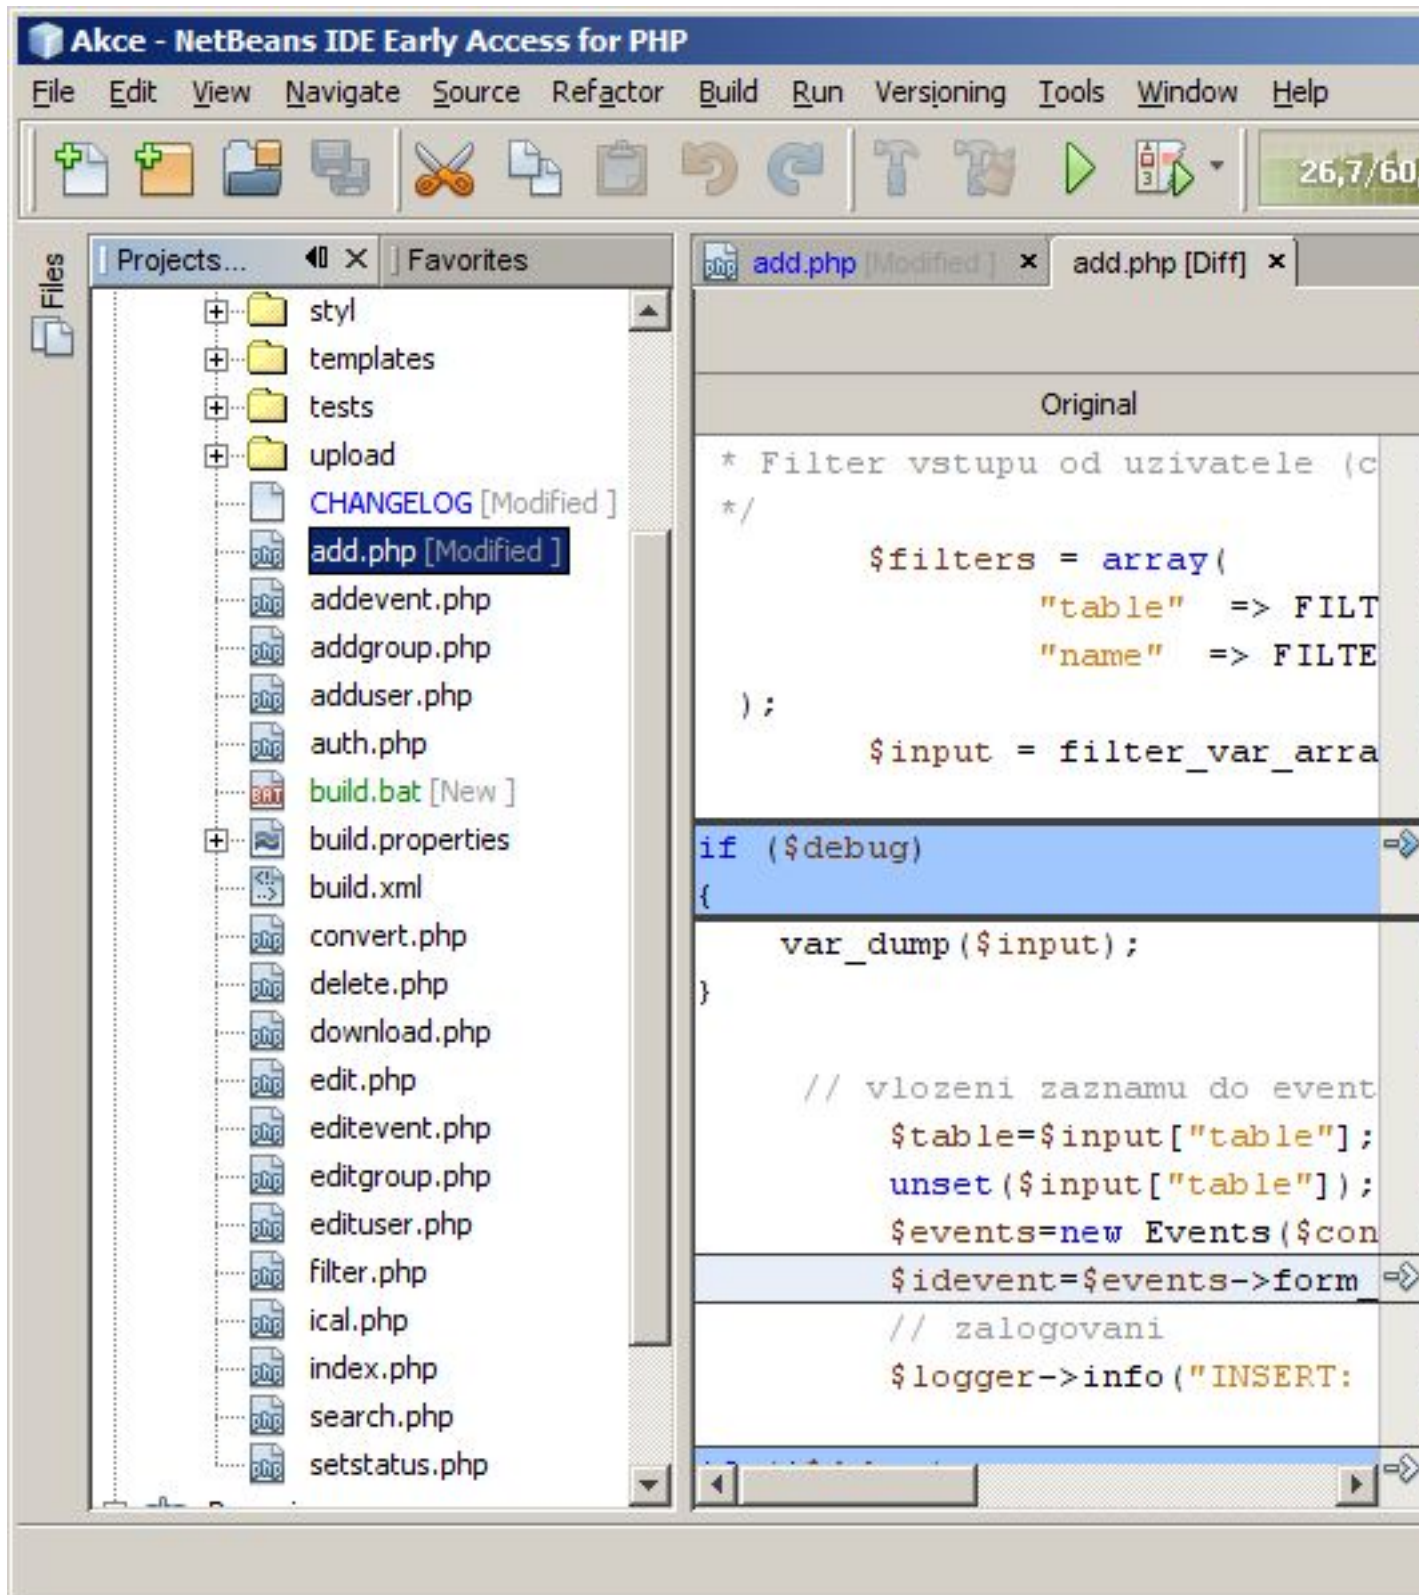 Akce - NetBeans IDE Early Access for PHP
File Edit View Navigate Source Refactor Build Run Versioning Tools Window Help
26,7/60,
Files
Projects... Favorites
styl
templates
tests
upload
CHANGELOG [Modified ]
add.php [Modified ]
addevent.php
addgroup.php
adduser.php
auth.php
build.bat [New ]
build.properties
build.xml
convert.php
delete.php
download.php
edit.php
editevent.php
editgroup.php
edituser.php
filter.php
ical.php
index.php
search.php
setstatus.php
add.php [Modified ] add.php [Diff]
Original
* Filter vstupu od uzivatele (c
*/
$filters = array(
"table" => FILT
"name" => FILTE
);
$input = filter_var_arra
if ($debug)
{
var_dump($input);
}
// vlozeni zaznamu do event
$table=$input["table"];
unset($input["table"]);
$events=new Events($con
$idevent=$events->form_
// zalogovani
$logger->info("INSERT: